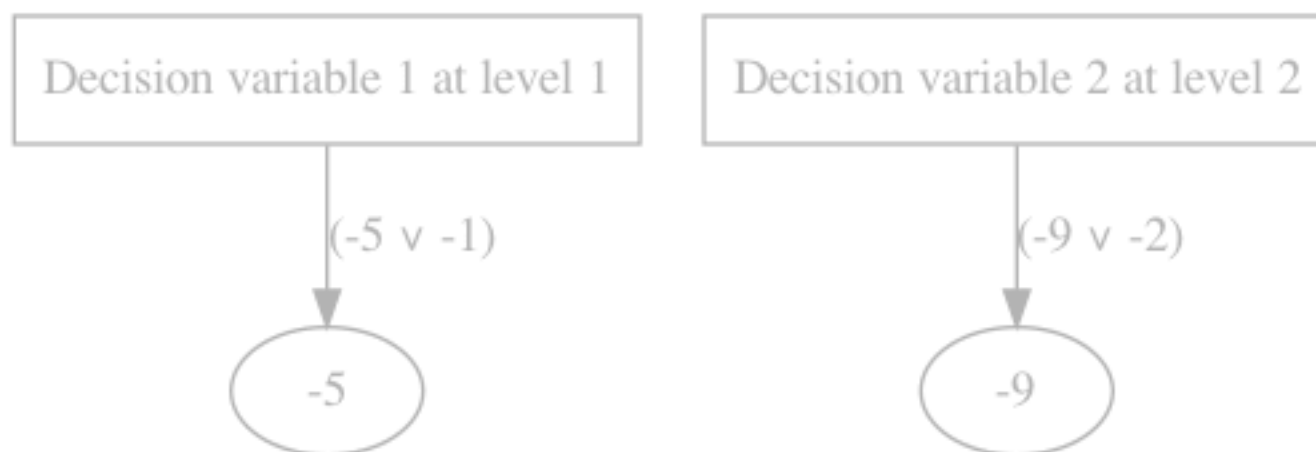 Decision variable 1 at level 1
Decision variable 2 at level 2
(-5 ∨ -1)
(-9 ∨ -2)
-5
-9